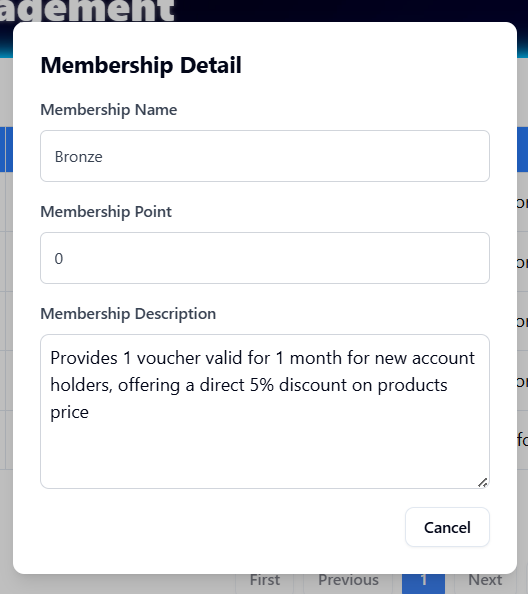 agement
Membership Detail
Membership Name
Bronze
Membership Point
0
Membership Description
Provides 1 voucher valid for 1 month for new account
holders, offering a direct 5% discount on products
price
Cancel
First Previous 1 Next